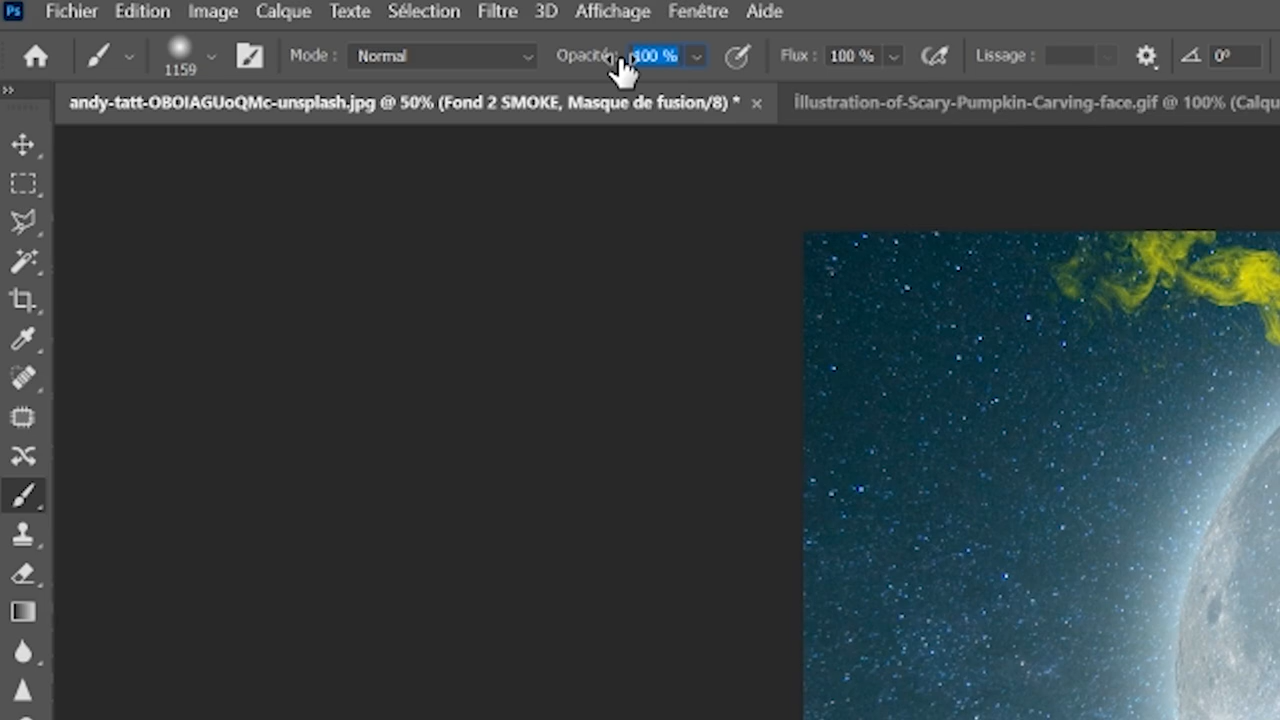 Ps Fichier Edition Image Calque Texte Sélection Filtre 3D Affichage Fenêtre Aide
1159 Mode : Normal Opacité : 100 % Flux : 100 % Lissage : 0°
andy-tatt-OBOIAGUoQMc-unsplash.jpg @ 50% (Fond 2 SMOKE, Masque de fusion/8) * × Illustration-of-Scary-Pumpkin-Carving-face.gif @ 100% (Calqu